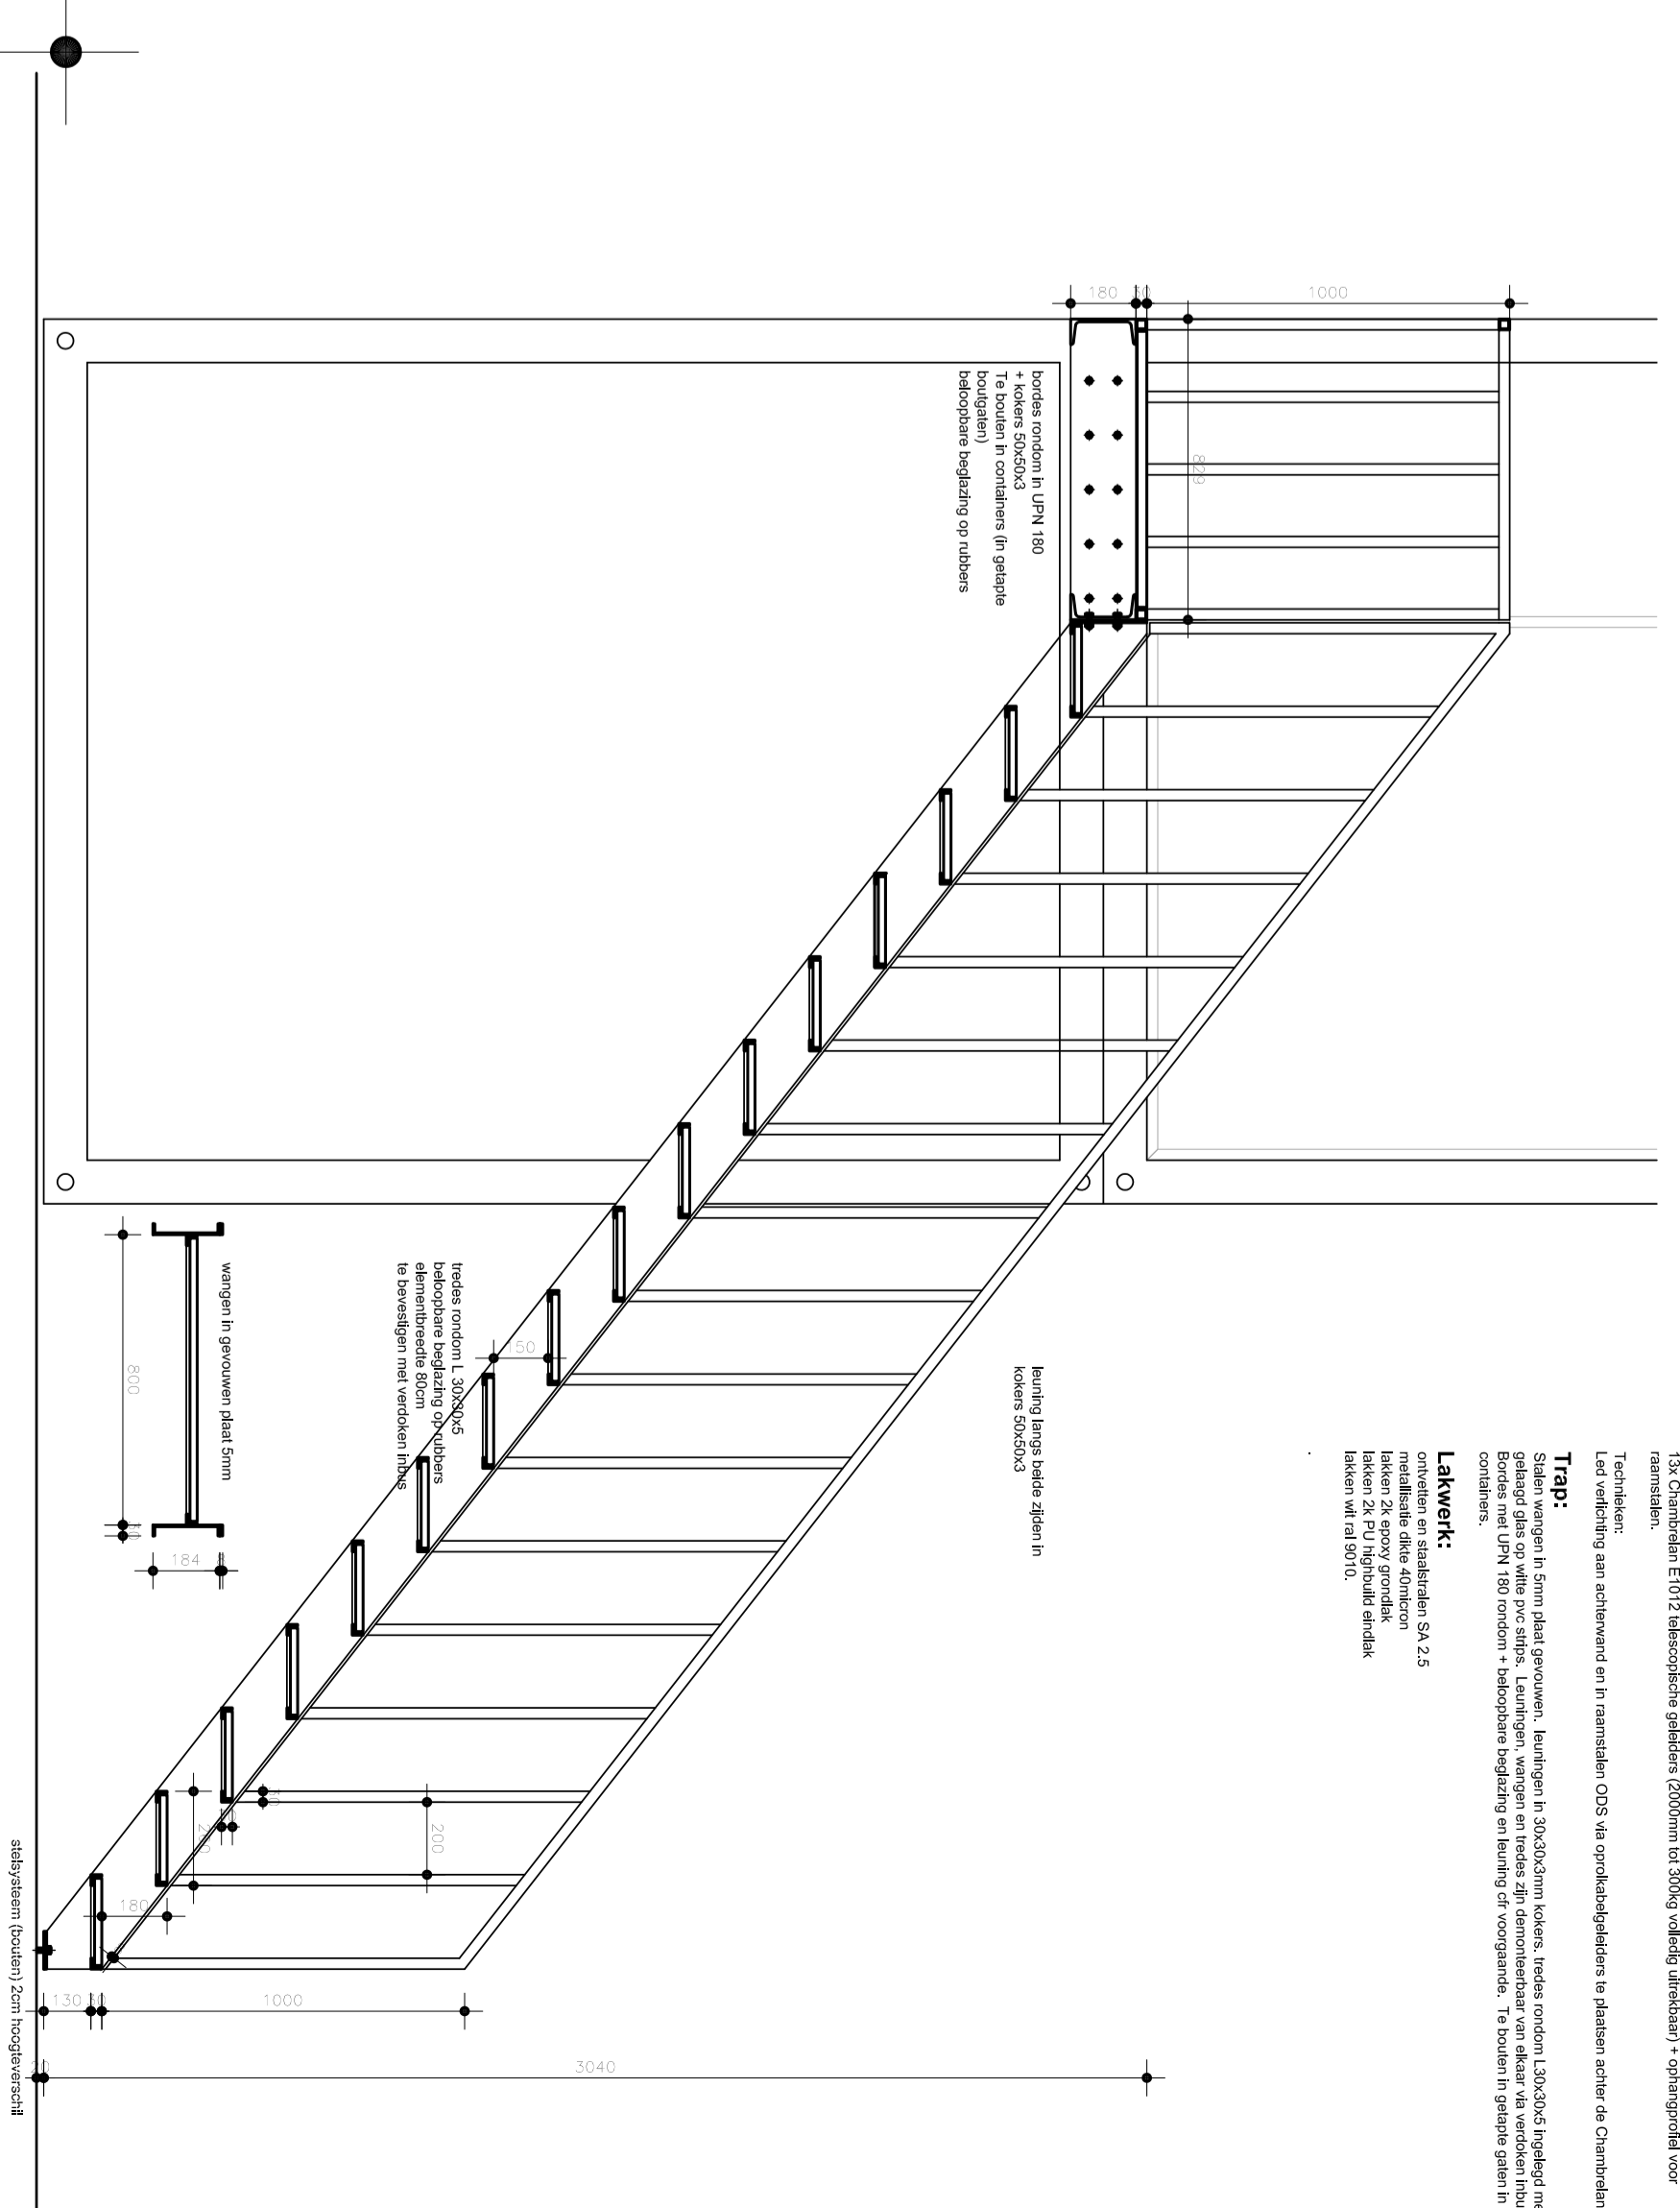 13x Chambrelan E1012 telescopische geleiders (2000mm tot 300kg volledig uitrekbaar) + ophangprofiel voor
raamstalen.
Technieken:
Led verlichting aan achterwand en in raamstalen ODS via oprolkabelgeleiders te plaatsen achter de Chambrelan
Trap:
Stalen wangen in 5mm plaat gevouwen. leuningen in 30x30x3mm kokers. tredes rondom L30x30x5 ingelegd me
gelaagd glas op witte pvc strips. Leuningen, wangen en tredes zijn demonteerbaar van elkaar via verdoken inbu
Bordes met UPN 180 rondom + beloopbare beglazing en leuning cfr voorgaande. Te bouten in getapte gaten in
containers.
Lakwerk:
ontvetten en staalstralen SA 2.5
metallisatie dikte 40micron
lakken 2k epoxy grondlak
lakken 2k PU highbuild eindlak
lakken wit ral 9010.
.
bordes rondom in UPN 180
+ kokers 50x50x3
Te bouten in containers (in getapte
boutgaten)
beloopbare beglazing op rubbers
leuning langs beide zijden in
kokers 50x50x3
tredes rondom L 30x30x5
beloopbare beglazing op rubbers
elementbreedte 80cm
te bevestigen met verdoken inbus
wangen in gevouwen plaat 5mm
stelsysteem (bouten) 2cm hoogteverschil
180
1000
829
150
800
184
200
180
130
1000
20
3040